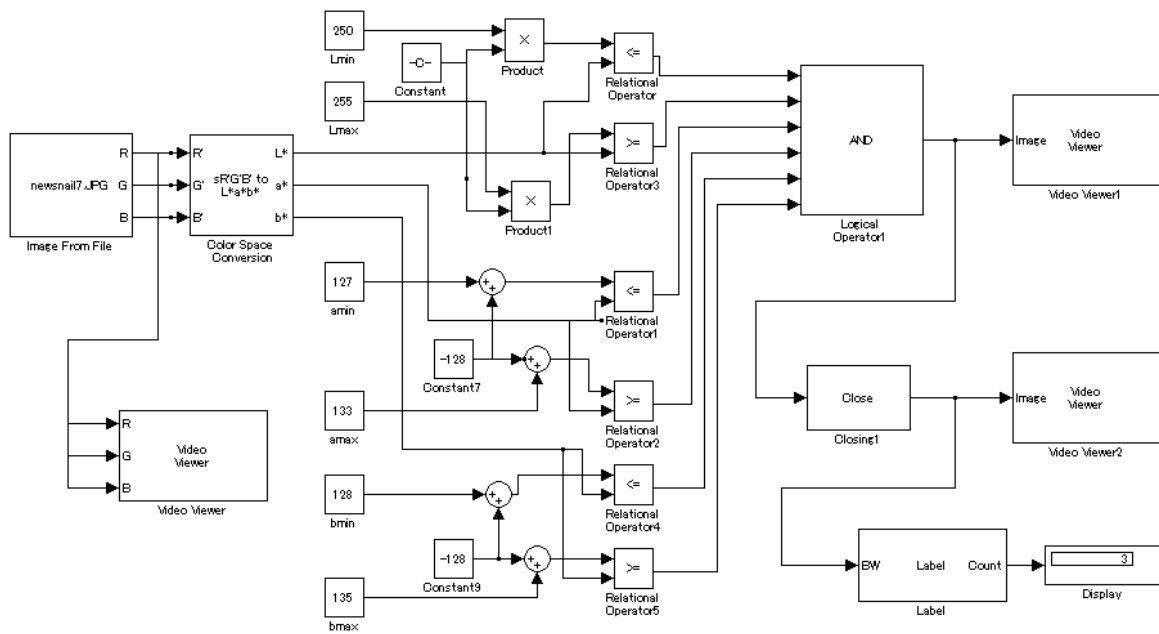 250
Lmin
-C-
Constant
255
Lmax
×
Product
×
Product1
<=
Relational
Operator
>=
Relational
Operator3
AND
Logical
Operator1
Image
Video
Viewer
Video Viewer1
newsnail7.JPG
R
G
B
Image From File
R'
G'
B'
sR'G'B' to
L*a*b*
L*
a*
b*
Color Space
Conversion
127
amin
+
+
<=
Relational
Operator1
-128
Constant7
+
+
133
amax
>=
Relational
Operator2
R
G
B
Video
Viewer
Video Viewer
128
bmin
+
+
<=
Relational
Operator4
-128
Constant9
+
+
135
bmax
>=
Relational
Operator5
Close
Closing1
Image
Video
Viewer
Video Viewer2
BW
Label
Count
Label
3
Display